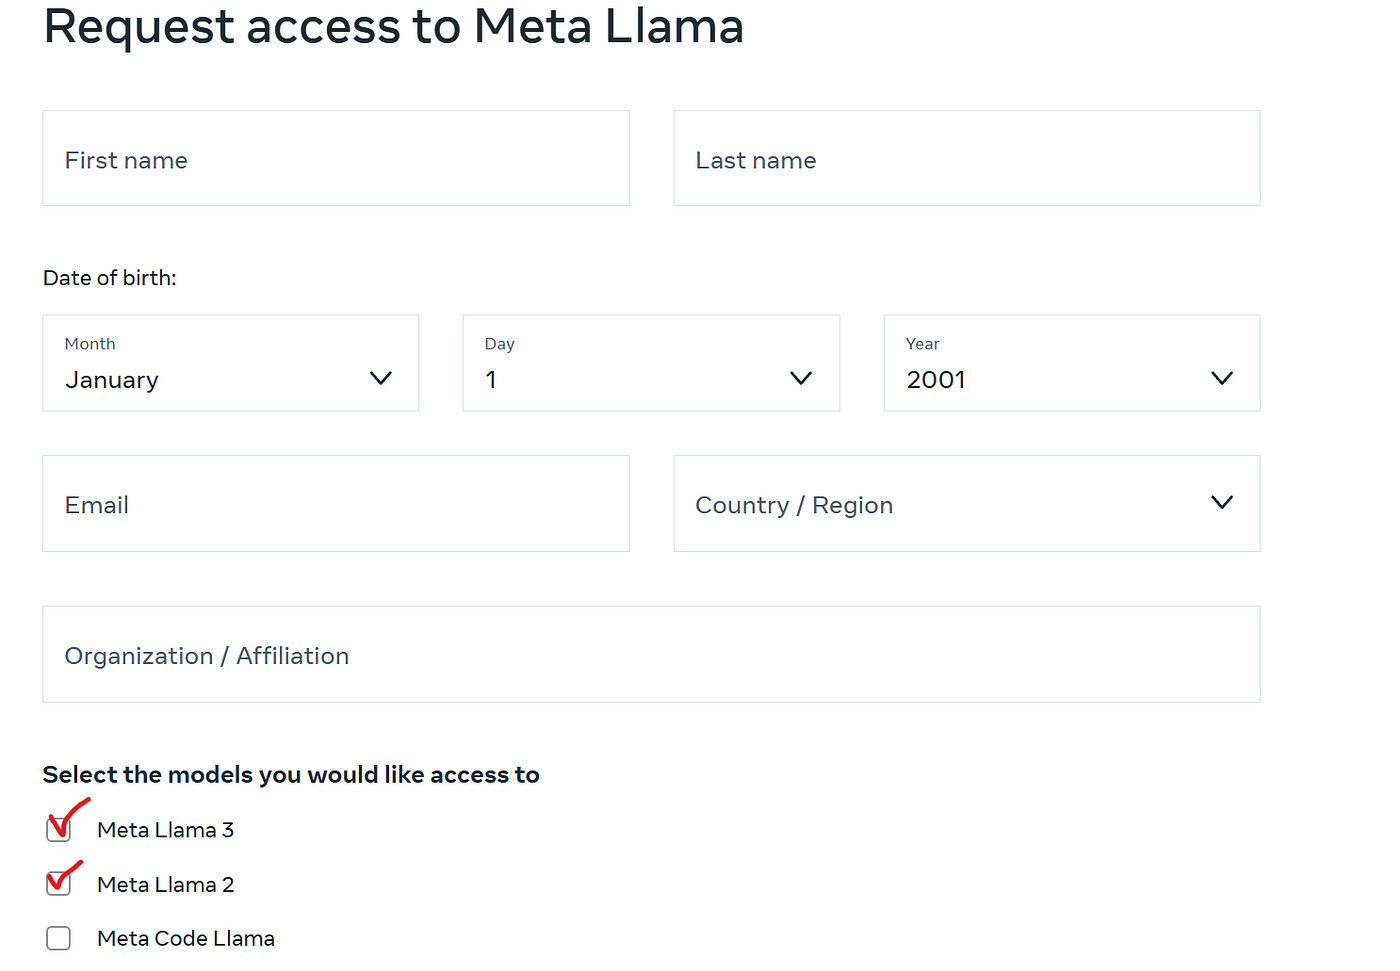 Request access to Meta Llama
First name
Last name
Date of birth:
Month
Day
Year
January
1
2001
Email
Country / Region
Organization / Affiliation
Select the models you would like access to
Meta Llama 3
Meta Llama 2
Meta Code Llama